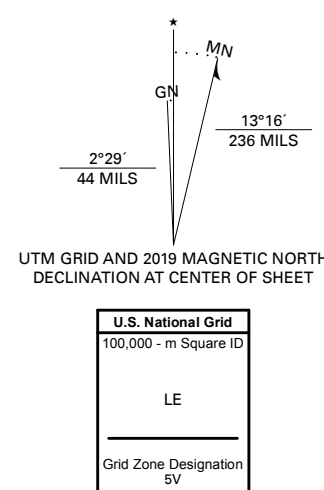 ★
MN
GN
13°16´
236 MILS
2°29´
44 MILS
UTM GRID AND 2019 MAGNETIC NORTH
DECLINATION AT CENTER OF SHEET
U.S. National Grid
100,000 - m Square ID
LE
Grid Zone Designation
5V